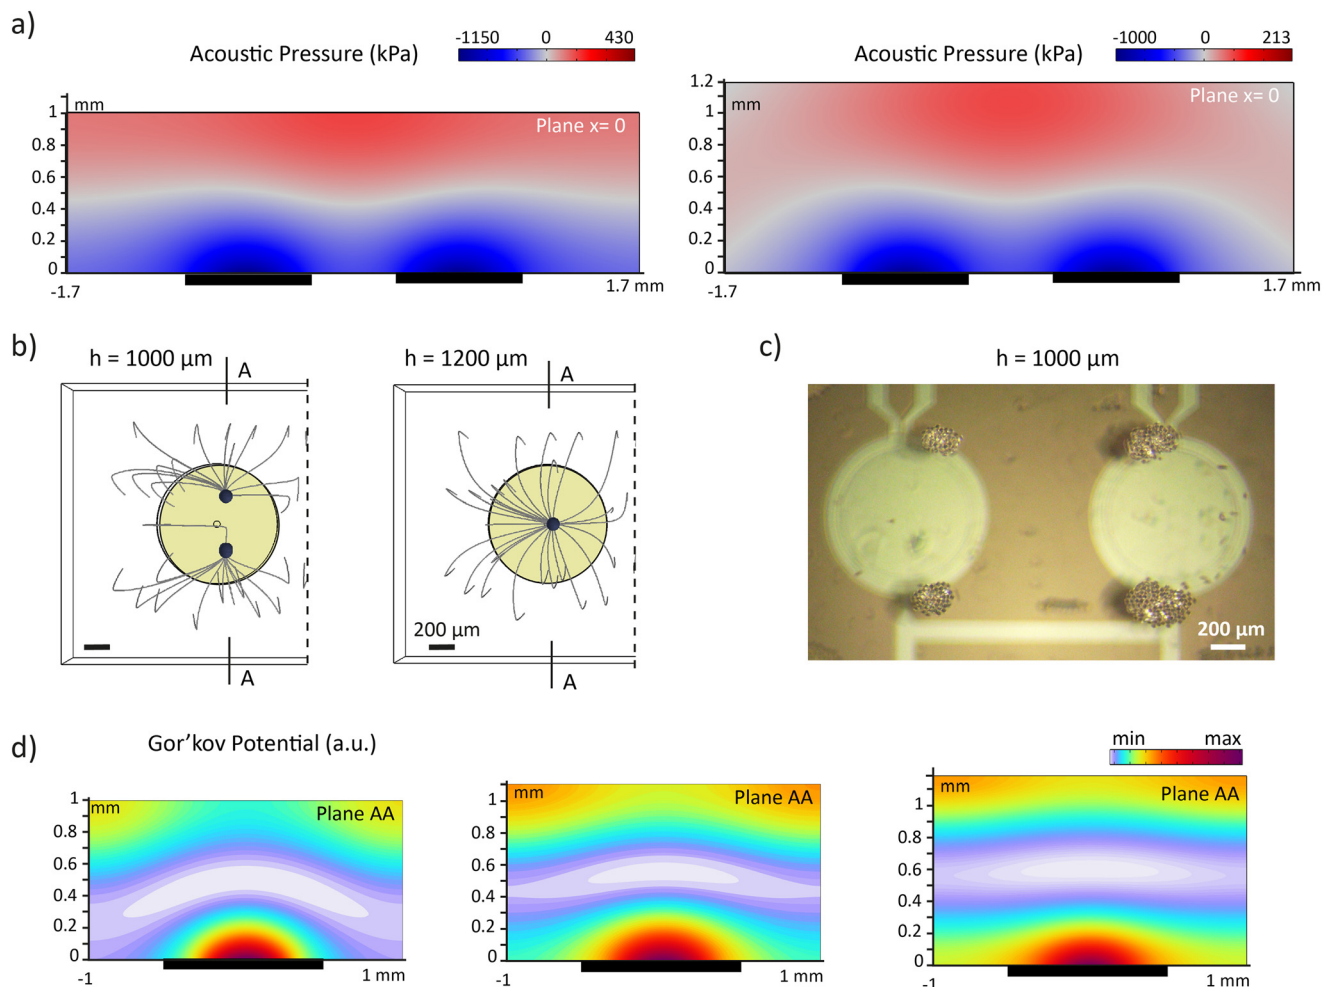 a)
Acoustic Pressure (kPa)
-1150 0 430
mm
1
0.8
0.6
0.4
0.2
0
Plane x= 0
-1.7
1.7 mm
Acoustic Pressure (kPa)
-1000 0 213
1.2
mm
1
0.8
0.6
0.4
0.2
0
Plane x= 0
-1.7
1.7 mm
b)
h = 1000 µm
A
A
h = 1200 µm
A
200 µm
A
c)
h = 1000 µm
200 µm
d)
Gor'kov Potential (a.u.)
min max
1
mm
Plane AA
0.8
0.6
0.4
0.2
0
-1
1 mm
mm
Plane AA
1
0.8
0.6
0.4
0.2
0
-1
1 mm
mm
Plane AA
1
0.8
0.6
0.4
0.2
0
-1
1 mm